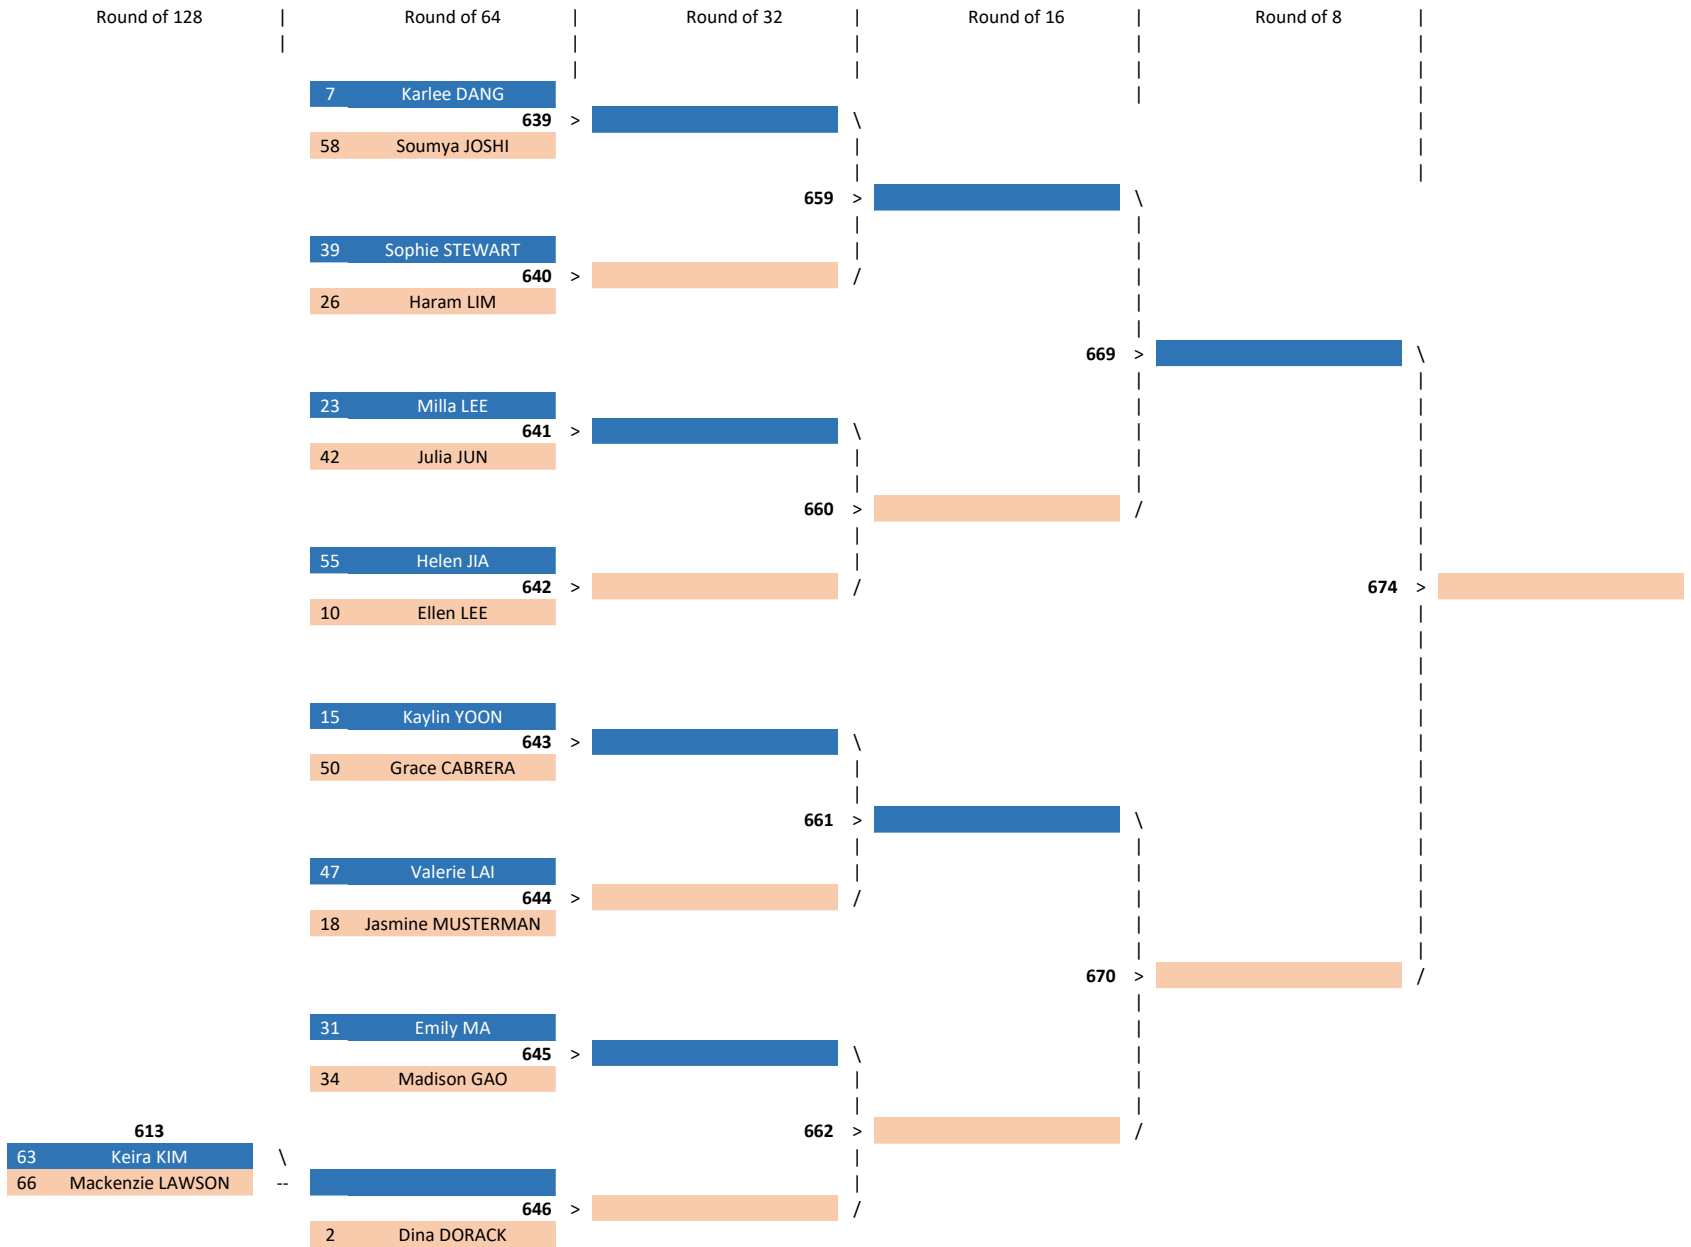 Round of 128 | Round of 64 | Round of 32 | Round of 16 | Round of 8 |
7 Karlee DANG
639 >
58 Soumya JOSHI
659 >
39 Sophie STEWART
640 >
26 Haram LIM
669 >
23 Milla LEE
641 >
42 Julia JUN
660 >
55 Helen JIA
642 >
674 >
10 Ellen LEE
15 Kaylin YOON
643 >
50 Grace CABRERA
661 >
47 Valerie LAI
644 >
18 Jasmine MUSTERMAN
670 >
31 Emily MA
645 >
34 Madison GAO
613
662 >
63 Keira KIM \
66 Mackenzie LAWSON --
646 >
2 Dina DORACK